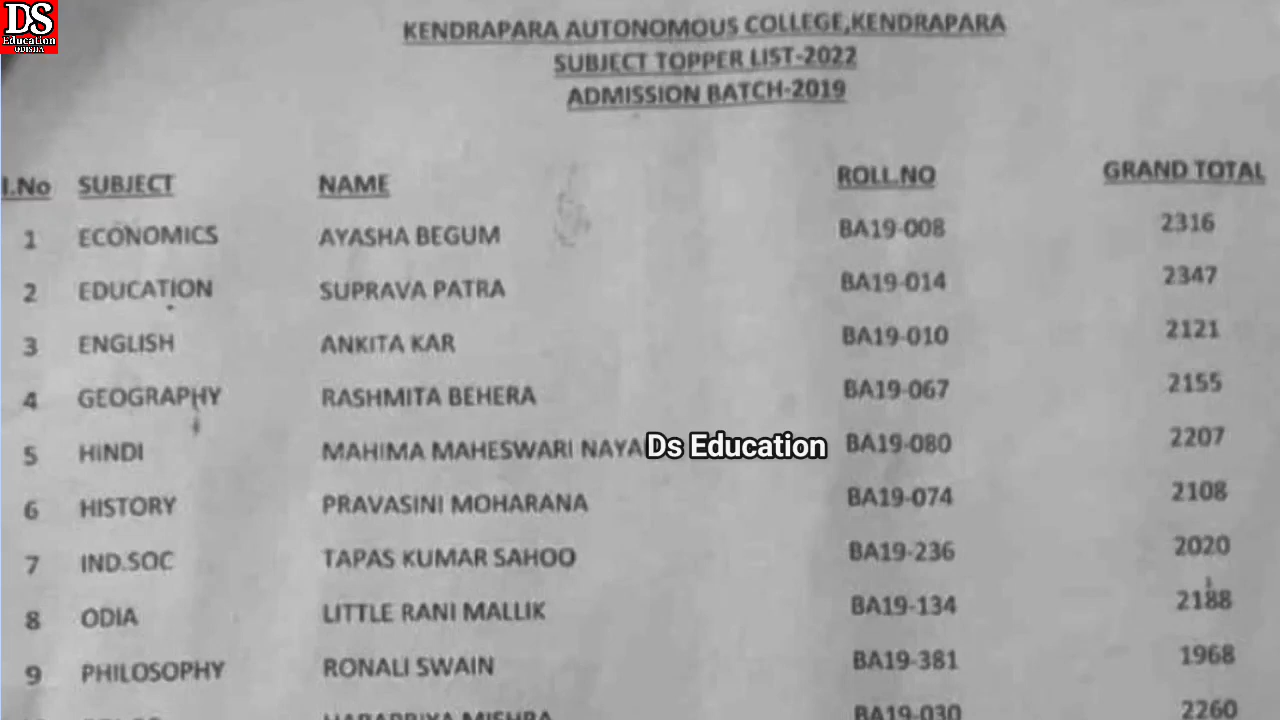 DS
Education
ODISHA
KENDRAPARA AUTONOMOUS COLLEGE,KENDRAPARA
SUBJECT TOPPER LIST-2022
ADMISSION BATCH-2019
I.No SUBJECT NAME ROLL.NO GRAND TOTAL
1 ECONOMICS AYASHA BEGUM BA19-008 2316
2 EDUCATION SUPRAVA PATRA BA19-014 2347
3 ENGLISH ANKITA KAR BA19-010 2121
4 GEOGRAPHY RASHMITA BEHERA BA19-067 2155
5 HINDI MAHIMA MAHESWARI NAYA Ds Education BA19-080 2207
6 HISTORY PRAVASINI MOHARANA BA19-074 2108
7 IND.SOC TAPAS KUMAR SAHOO BA19-236 2020
8 ODIA LITTLE RANI MALLIK BA19-134 2188
9 PHILOSOPHY RONALI SWAIN BA19-381 1968
MISHRA BA19-030 2260